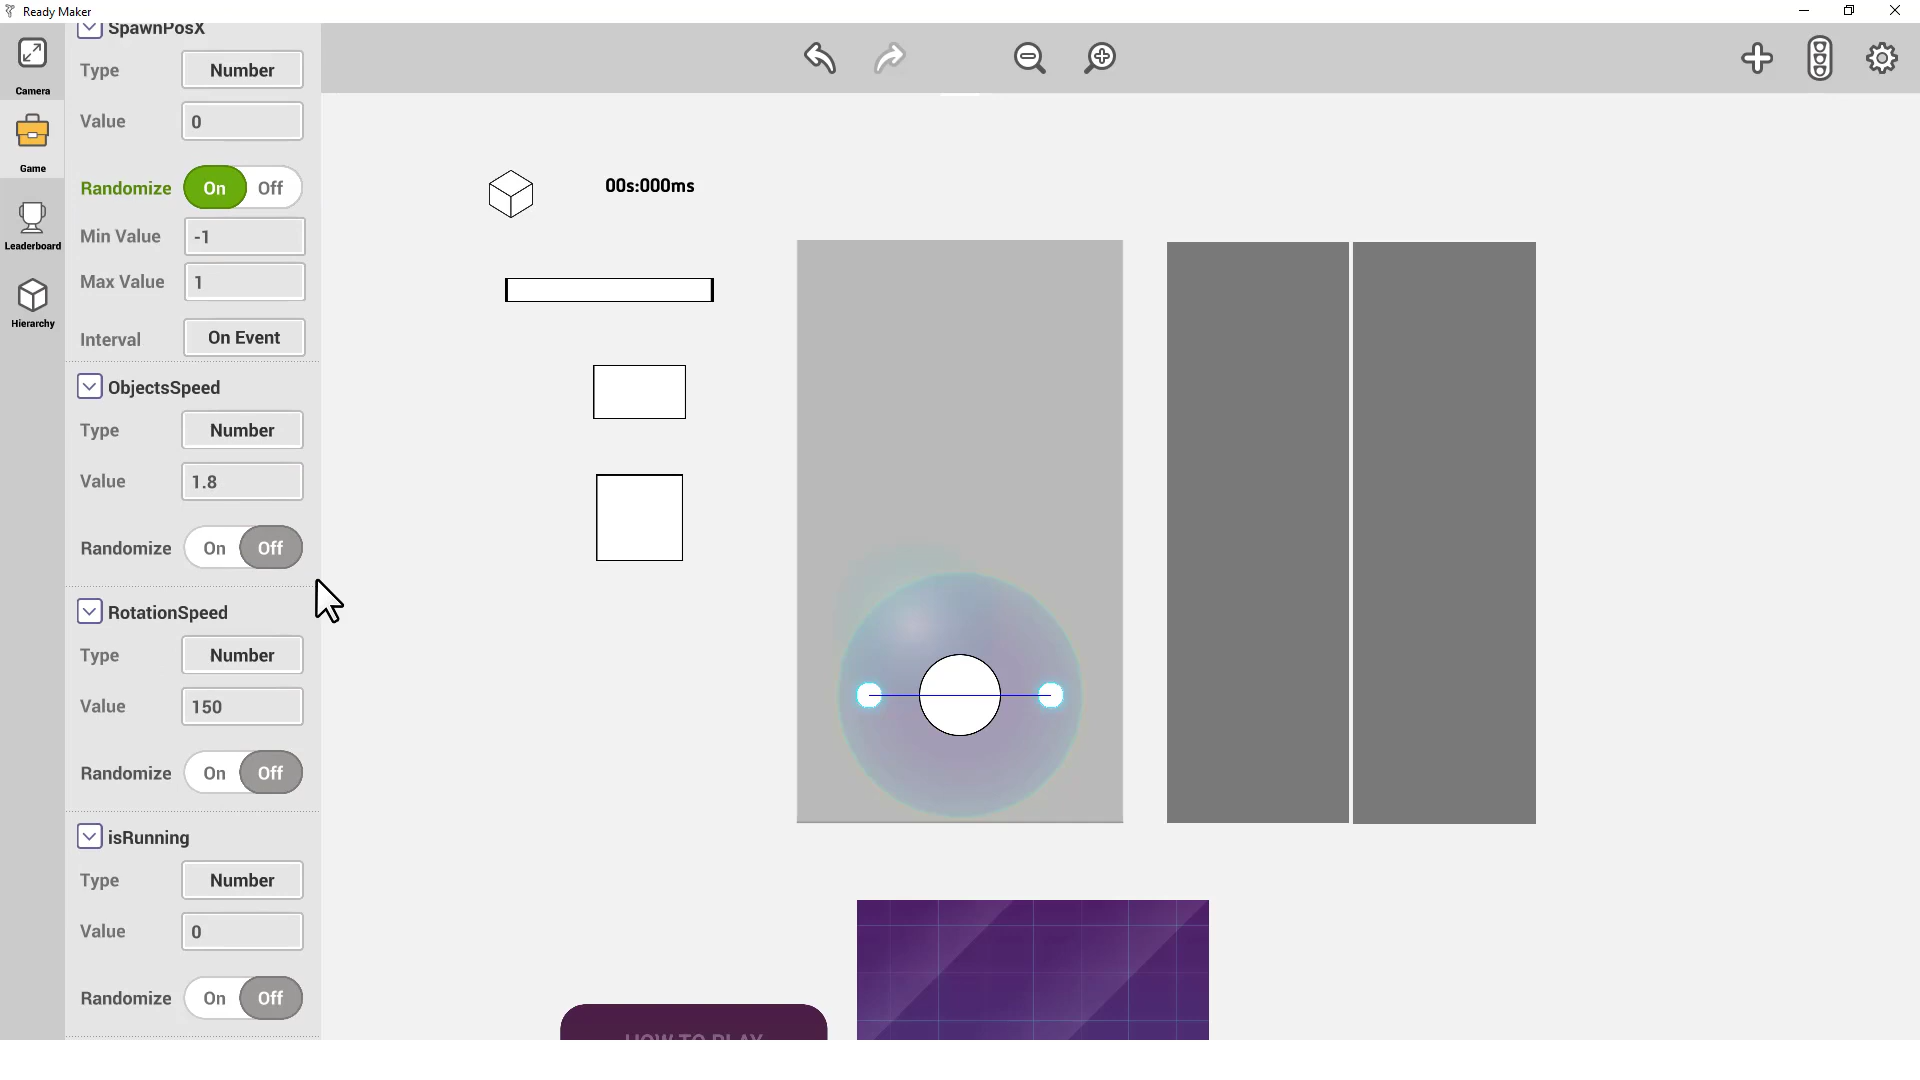 Ready Maker
SpawnPosX
Type Number
Value 0
Randomize On Off
Min Value -1
Max Value 1
Interval On Event
ObjectsSpeed
Type Number
Value 1.8
Randomize On Off
RotationSpeed
Type Number
Value 150
Randomize On Off
isRunning
Type Number
Value 0
Randomize On Off
Camera
Game
Leaderboard
Hierarchy
00s:000ms
HOW TO PLAY